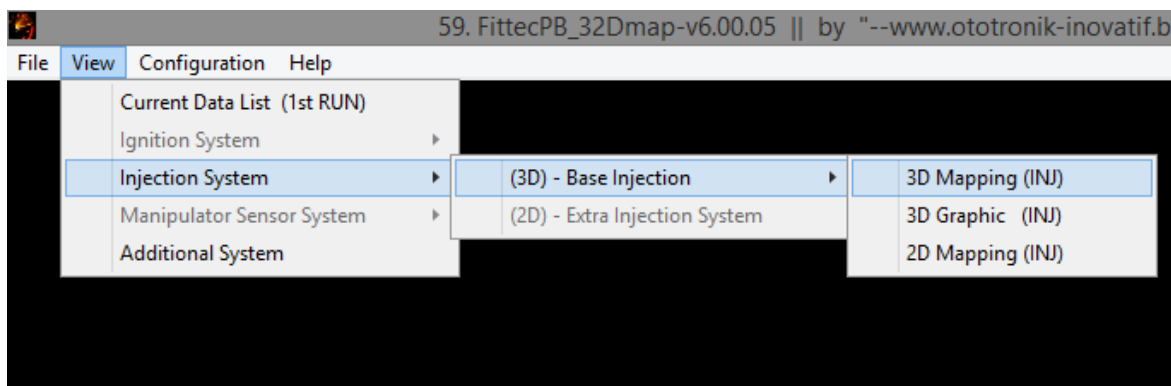 59. FittecPB_32Dmap-v6.00.05 || by "--www.ototronik-inovatif.b
File View Configuration Help
Current Data List (1st RUN)
Ignition System
Injection System
Manipulator Sensor System
Additional System
(3D) - Base Injection
(2D) - Extra Injection System
3D Mapping (INJ)
3D Graphic (INJ)
2D Mapping (INJ)